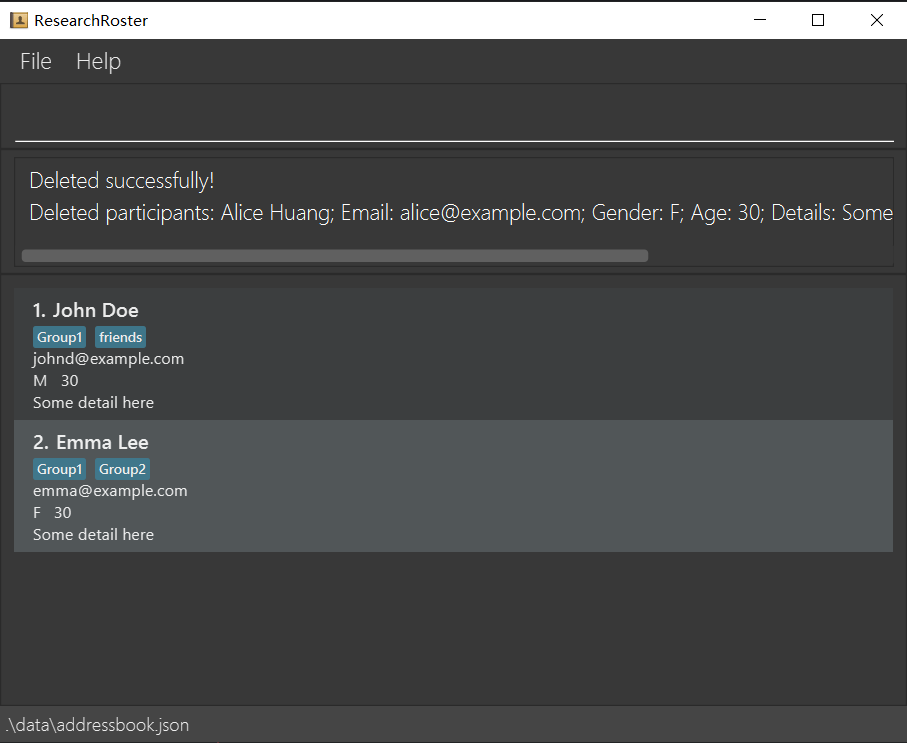 ResearchRoster
File Help
Deleted successfully!
Deleted participants: Alice Huang; Email: alice@example.com; Gender: F; Age: 30; Details: Some
1. John Doe
Group1 friends
johnd@example.com
M 30
Some detail here
2. Emma Lee
Group1 Group2
emma@example.com
F 30
Some detail here
.\data\addressbook.json